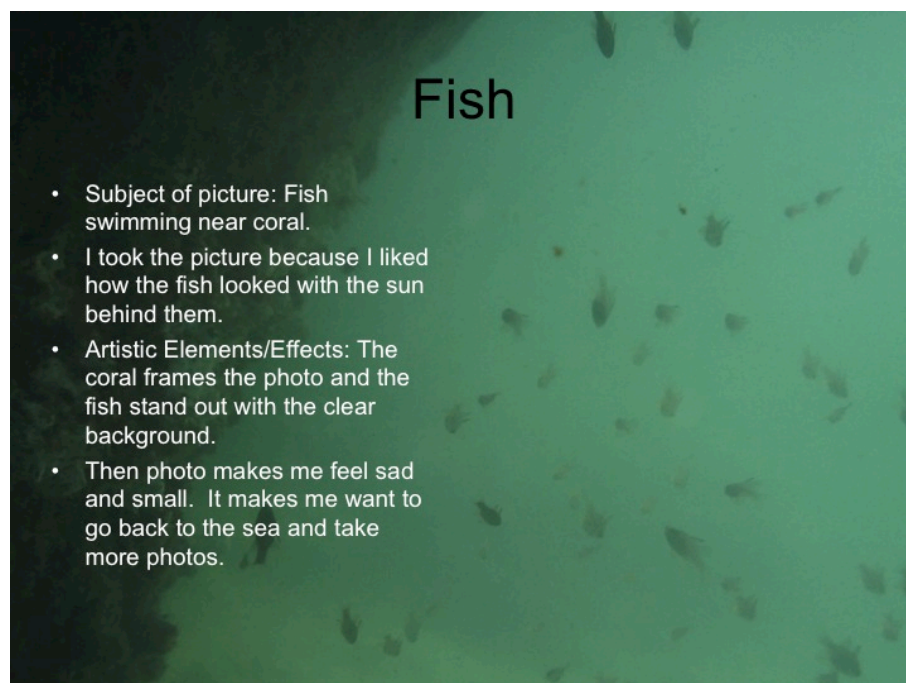 Fish
• Subject of picture: Fish
swimming near coral.
• I took the picture because I liked
how the fish looked with the sun
behind them.
• Artistic Elements/Effects: The
coral frames the photo and the
fish stand out with the clear
background.
• Then photo makes me feel sad
and small.  It makes me want to
go back to the sea and take
more photos.